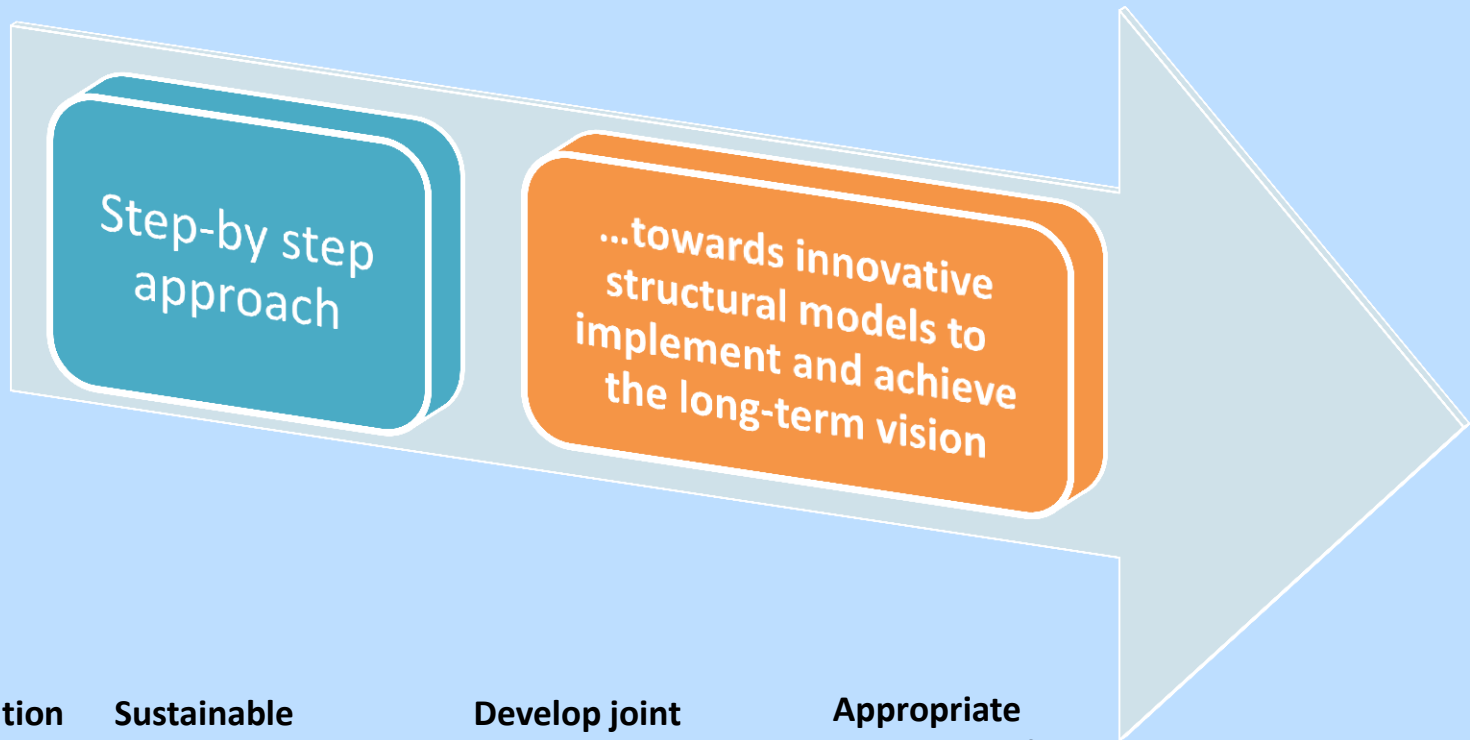 Step-by step
approach
...towards innovative
structural models to
implement and achieve
the long-term vision
Sustainable
Develop joint
Appropriate